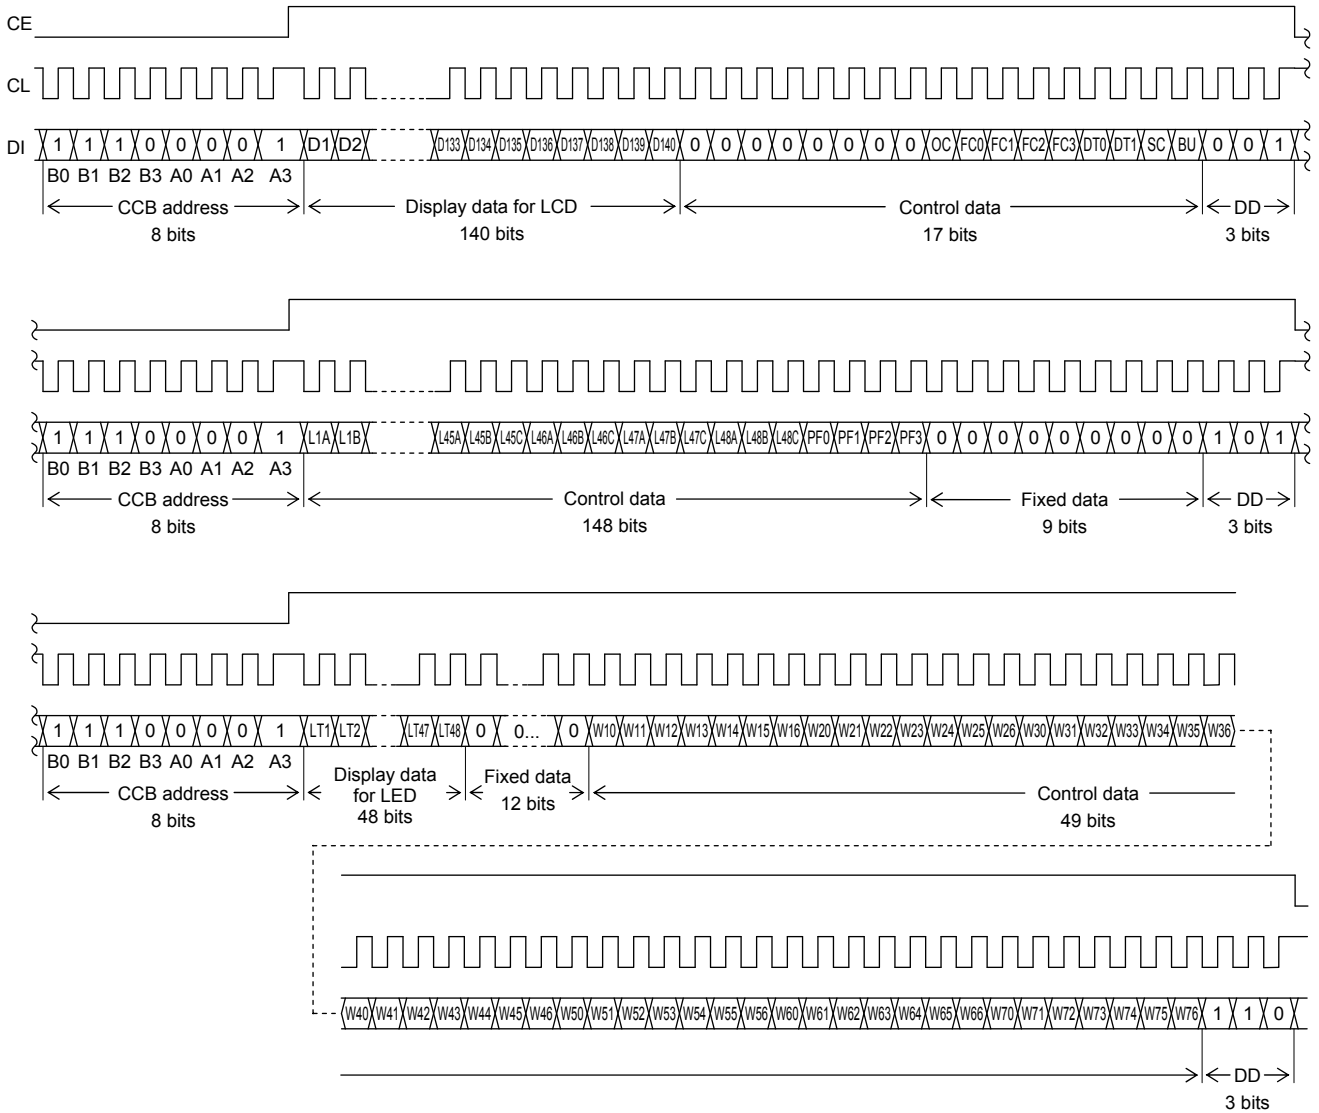 CE
CL
DI 1 1 1 0 0 0 0 1 D1 D2 D133 D134 D135 D136 D137 D138 D139 D140 0 0 0 0 0 0 0 0 OC FC0 FC1 FC2 FC3 DT0 DT1 SC BU 0 0 1
B0 B1 B2 B3 A0 A1 A2 A3
CCB address Display data for LCD Control data DD
8 bits 140 bits 17 bits 3 bits
1 1 1 0 0 0 0 1 L1A L1B L45A L45B L45C L46A L46B L46C L47A L47B L47C L48A L48B L48C PF0 PF1 PF2 PF3 0 0 0 0 0 0 0 0 0 1 0 1
B0 B1 B2 B3 A0 A1 A2 A3
CCB address Control data Fixed data DD
8 bits 148 bits 9 bits 3 bits
1 1 1 0 0 0 0 1 LT1 LT2 LT47 LT48 0 0... 0 W10 W11 W12 W13 W14 W15 W16 W20 W21 W22 W23 W24 W25 W26 W30 W31 W32 W33 W34 W35 W36
B0 B1 B2 B3 A0 A1 A2 A3
CCB address Display data Fixed data Control data
8 bits for LED 12 bits 49 bits
48 bits
W40 W41 W42 W43 W44 W45 W46 W50 W51 W52 W53 W54 W55 W56 W60 W61 W62 W63 W64 W65 W66 W70 W71 W72 W73 W74 W75 W76 1 1 0
DD
3 bits